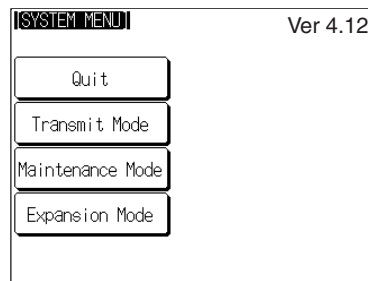 [SYSTEM MENU]
Ver 4.12
Quit
Transmit Mode
Maintenance Mode
Expansion Mode